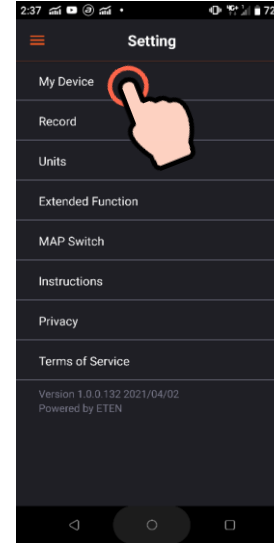 2:37 72
Setting
My Device
Record
Units
Extended Function
MAP Switch
Instructions
Privacy
Terms of Service
Version 1.0.0.132 2021/04/02
Powered by ETEN